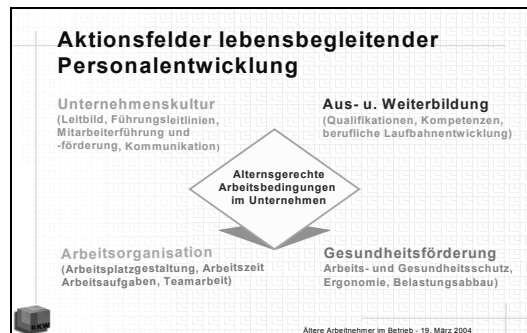 Aktionsfelder lebensbegleitender
Personalentwicklung
Unternehmenskultur
(Leitbild, Führungsleitlinien,
Mitarbeiterführung und
-förderung, Kommunikation)
Aus- u. Weiterbildung
(Qualifikationen, Kompetenzen,
berufliche Laufbahnentwicklung)
Alternsgerechte
Arbeitsbedingungen
im Unternehmen
Arbeitsorganisation
(Arbeitsplatzgestaltung, Arbeitszeit
Arbeitsaufgaben, Teamarbeit)
Gesundheitsförderung
Arbeits- und Gesundheitsschutz,
Ergonomie, Belastungsabbau)
RKW
Ältere Arbeitnehmer im Betrieb - 19. März 2004